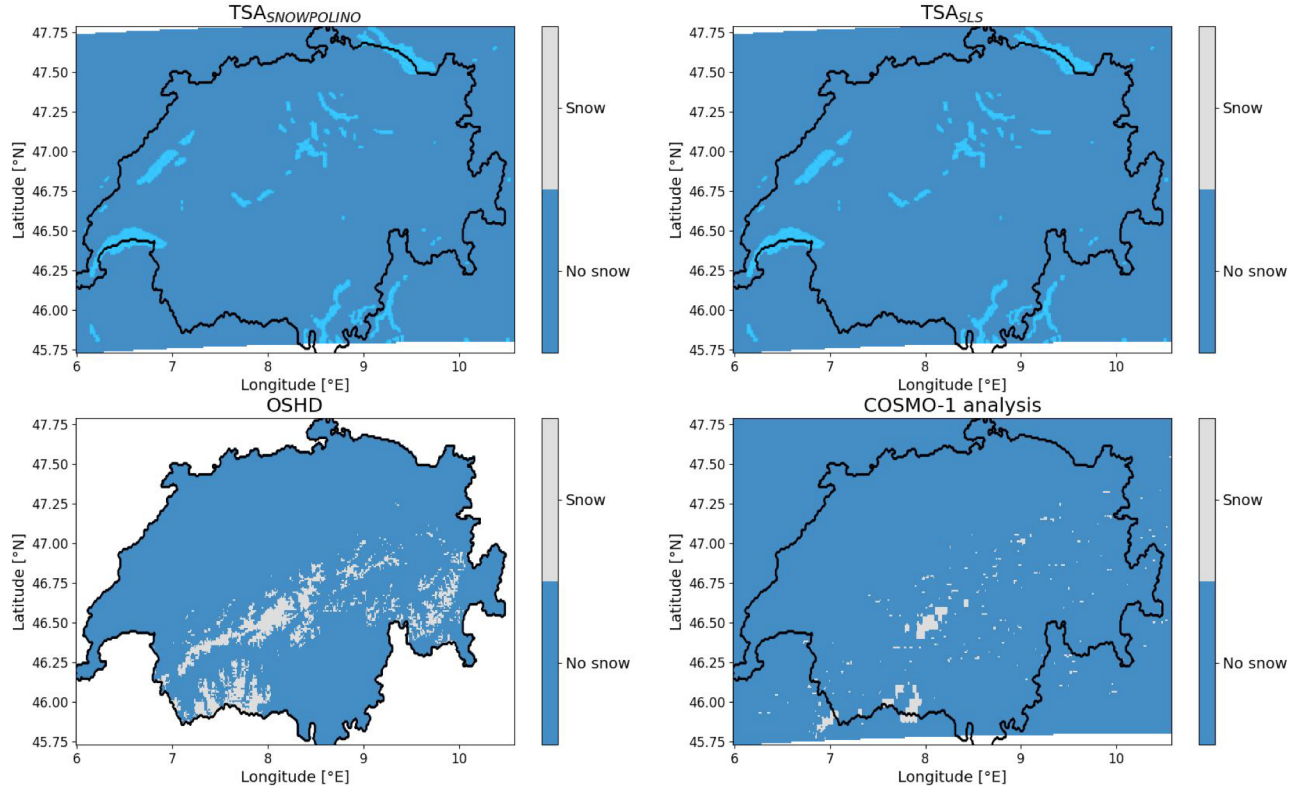 TSA_SNOWPOLINO
47.75
47.50
47.25
47.00
46.75
46.50
46.25
46.00
45.75
Latitude [°N]
6
7
8
9
10
Longitude [°E]
Snow
No snow
TSA_SLS
47.75
47.50
47.25
47.00
46.75
46.50
46.25
46.00
45.75
Latitude [°N]
6
7
8
9
10
Longitude [°E]
Snow
No snow
OSHD
47.75
47.50
47.25
47.00
46.75
46.50
46.25
46.00
45.75
Latitude [°N]
6
7
8
9
10
Longitude [°E]
Snow
No snow
COSMO-1 analysis
47.75
47.50
47.25
47.00
46.75
46.50
46.25
46.00
45.75
Latitude [°N]
6
7
8
9
10
Longitude [°E]
Snow
No snow